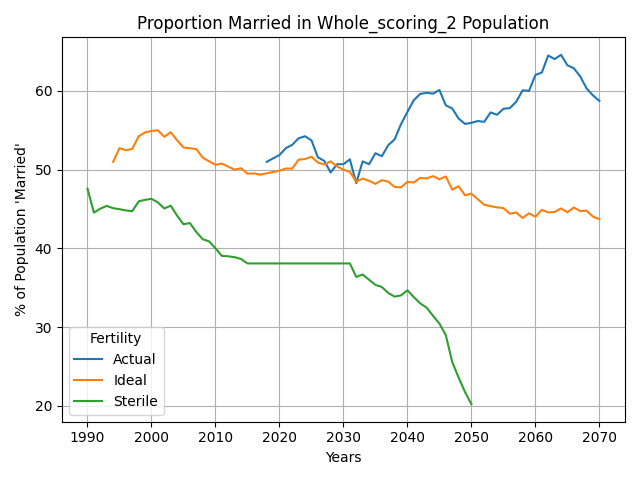 Proportion Married in Whole_scoring_2 Population
% of Population 'Married'
60
50
40
30
20
Fertility
Actual
Ideal
Sterile
1990 2000 2010 2020 2030 2040 2050 2060 2070
Years